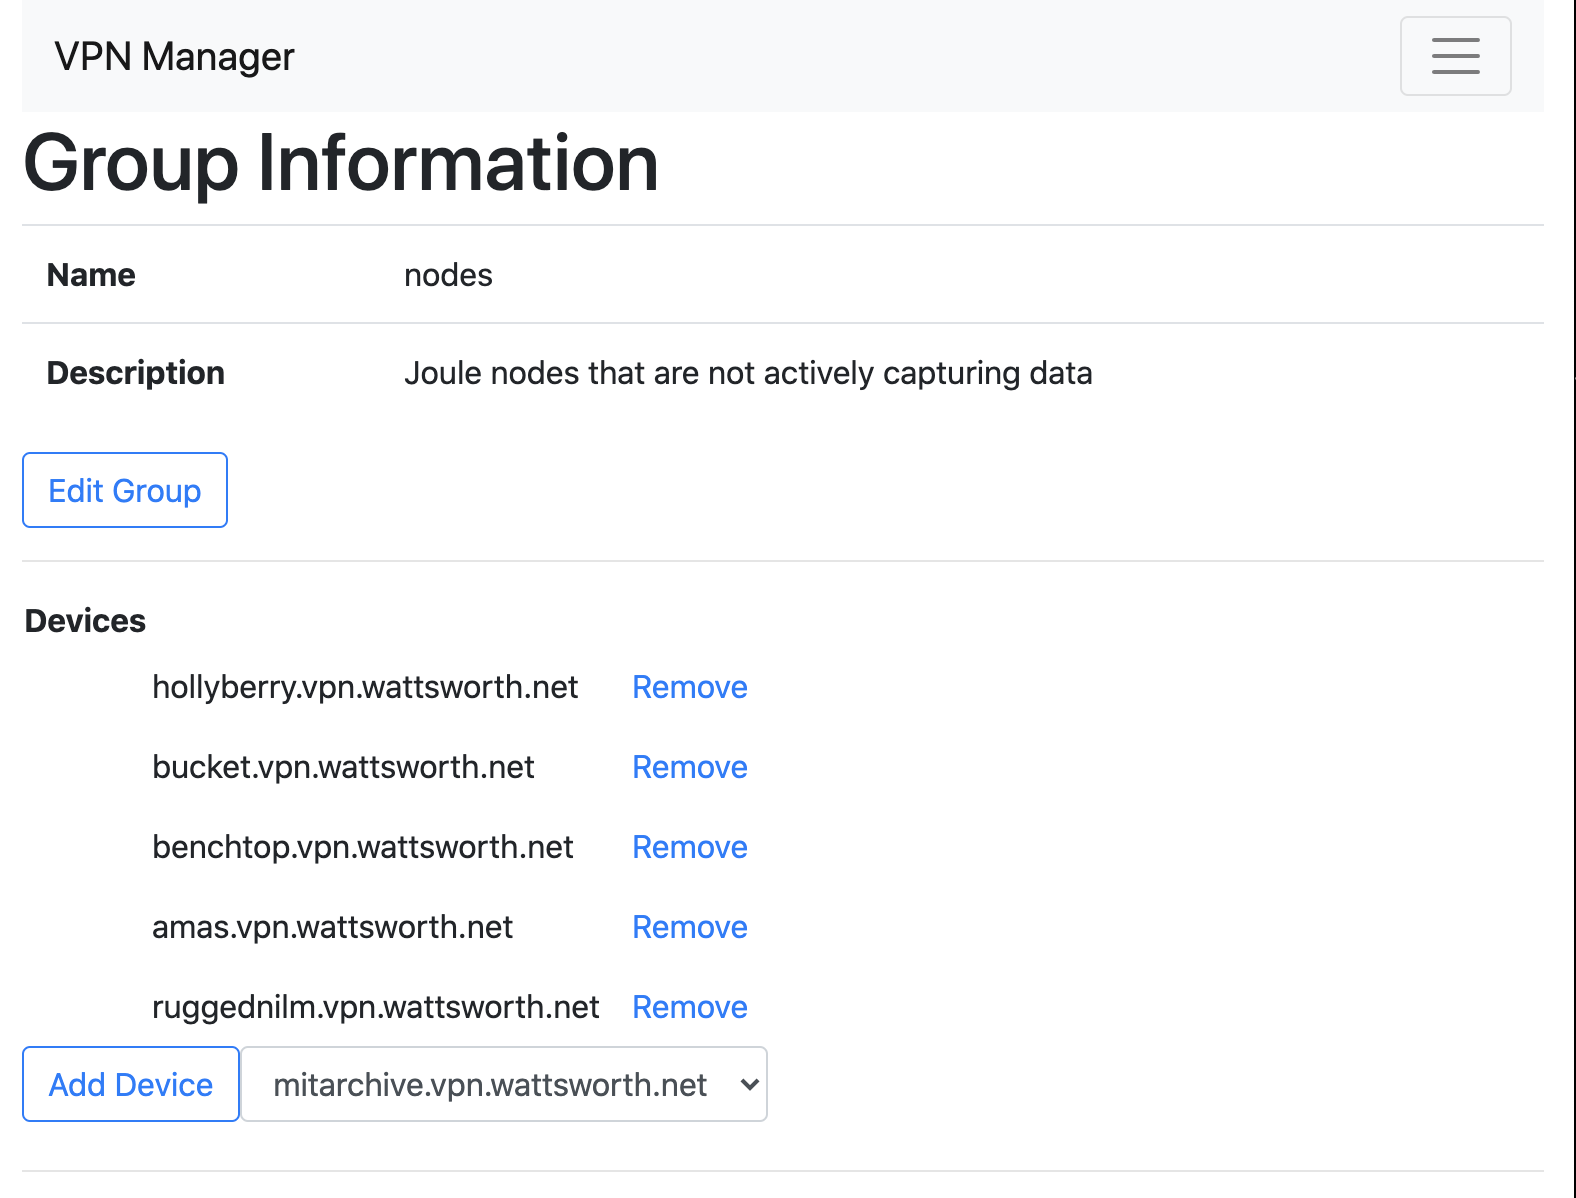 VPN Manager
Group Information
Name nodes
Description Joule nodes that are not actively capturing data
Edit Group
Devices
hollyberry.vpn.wattsworth.net Remove
bucket.vpn.wattsworth.net Remove
benchtop.vpn.wattsworth.net Remove
amas.vpn.wattsworth.net Remove
ruggednilm.vpn.wattsworth.net Remove
Add Device mitarchive.vpn.wattsworth.net